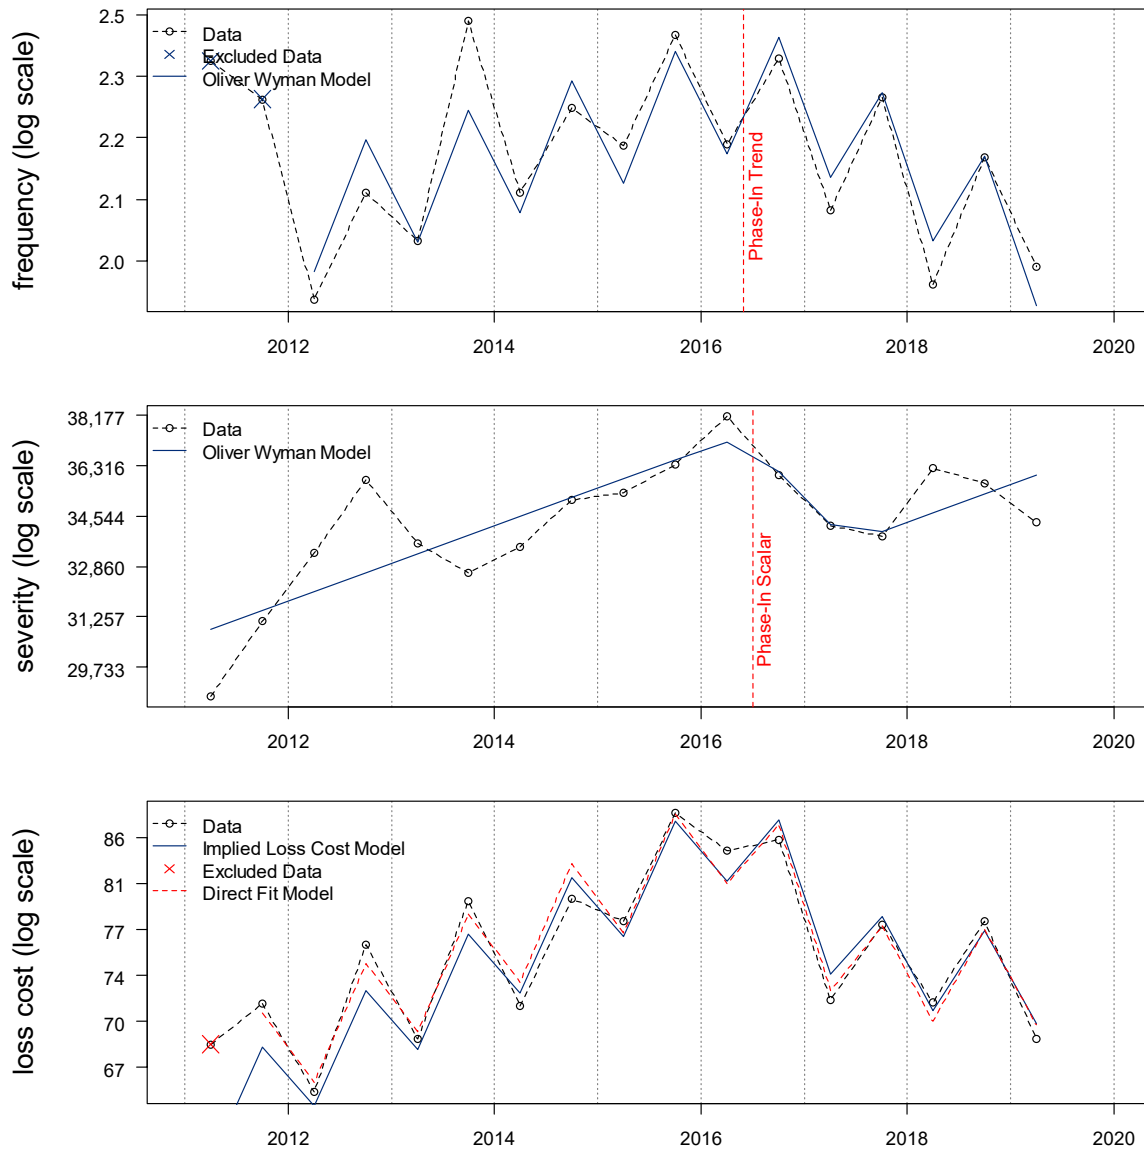 frequency (log scale)
2.5
2.3
2.2
2.1
2.0
Data
Excluded Data
Oliver Wyman Model
Phase-In Trend
2012
2014
2016
2018
2020
severity (log scale)
38,177
36,316
34,544
32,860
31,257
29,733
Data
Oliver Wyman Model
Phase-In Scalar
2012
2014
2016
2018
2020
loss cost (log scale)
86
81
77
74
70
67
Data
Implied Loss Cost Model
Excluded Data
Direct Fit Model
2012
2014
2016
2018
2020